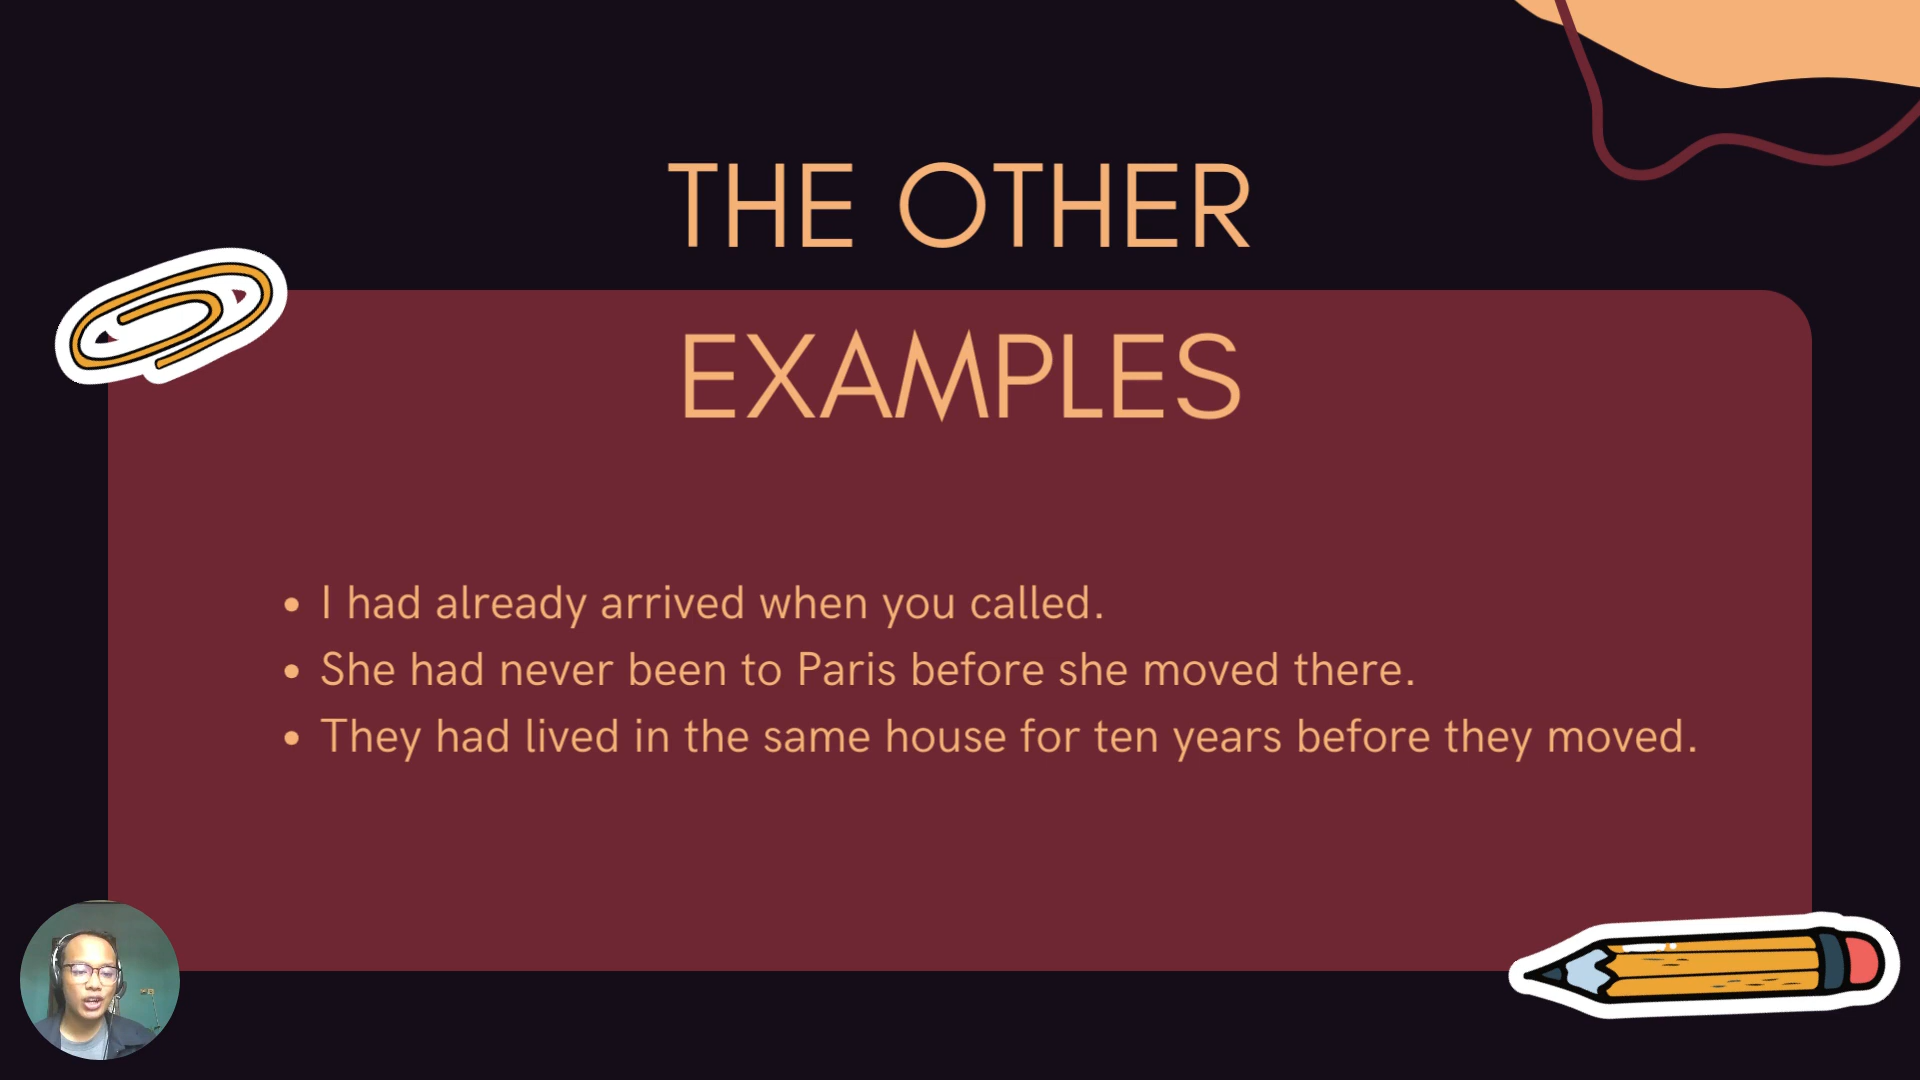 THE OTHER
EXAMPLES
• I had already arrived when you called.
• She had never been to Paris before she moved there.
• They had lived in the same house for ten years before they moved.